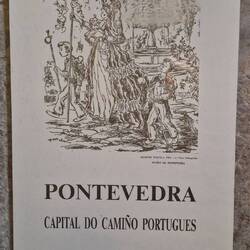 PONTEVEDRA
CAPITAL DO CAMIÑO PORTUGUES